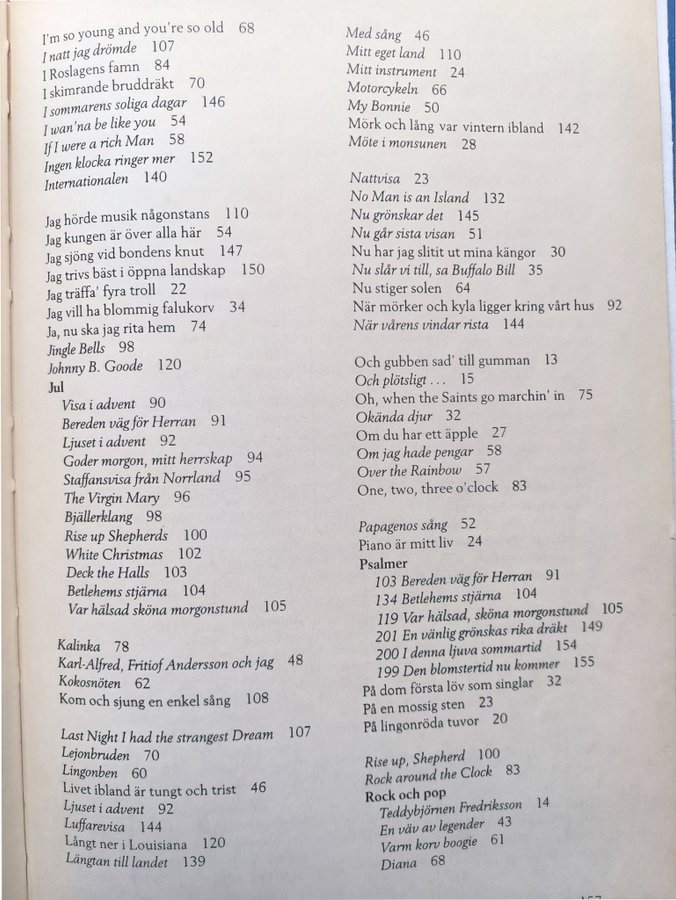 I'm so young and you're so old 68
I natt jag drömde 107
I Roslagens famn 84
I skimrande bruddräkt 70
I sommarens soliga dagar 146
I wan'na be like you 54
If I were a rich Man 58
Ingen klocka ringer mer 152
Internationalen 140
Jag hörde musik någonstans 110
Jag kungen är över alla här 54
Jag sjöng vid bondens knut 147
Jag trivs bäst i öppna landskap 150
Jag träffa' fyra troll 22
Jag vill ha blommig falukorv 34
Ja, nu ska jag rita hem 74
Jingle Bells 98
Johnny B. Goode 120
Jul
Visa i advent 90
Bereden väg för Herran 91
Ljuset i advent 92
Goder morgon, mitt herrskap 94
Staffansvisa från Norrland 95
The Virgin Mary 96
Bjällerklang 98
Rise up Shepherds 100
White Christmas 102
Deck the Halls 103
Betlehems stjärna 104
Var hälsad sköna morgonstund 105
Kalinka 78
Karl-Alfred, Fritiof Andersson och jag 48
Kokosnöten 62
Kom och sjung en enkel sång 108
Last Night I had the strangest Dream 107
Lejonbruden 70
Lingonben 60
Livet ibland är tungt och trist 46
Ljuset i advent 92
Luffarevisa 144
Långt ner i Louisiana 120
Längtan till landet 139
Med sång 46
Mitt eget land 110
Mitt instrument 24
Motorcykeln 66
My Bonnie 50
Mörk och lång var vintern ibland 142
Möte i monsunen 28
Nattvisa 23
No Man is an Island 132
Nu grönskar det 145
Nu går sista visan 51
Nu har jag slitit ut mina kängor 30
Nu slår vi till, sa Buffalo Bill 35
Nu stiger solen 64
När mörker och kyla ligger kring vårt hus 92
När vårens vindar rista 144
Och gubben sad' till gumman 13
Och plötsligt . . . 15
Oh, when the Saints go marchin' in 75
Okända djur 32
Om du har ett äpple 27
Om jag hade pengar 58
Over the Rainbow 57
One, two, three o'clock 83
Papagenos sång 52
Piano är mitt liv 24
Psalmer
103 Bereden väg för Herran 91
134 Betlehems stjärna 104
119 Var hälsad, sköna morgonstund 105
201 En vänlig grönskas rika dräkt 149
200 I denna ljuva sommartid 154
199 Den blomstertid nu kommer 155
På dom första löv som singlar 32
På en mossig sten 23
På lingonröda tuvor 20
Rise up, Shepherd 100
Rock around the Clock 83
Rock och pop
Teddybjörnen Fredriksson 14
En väv av legender 43
Varm korv boogie 61
Diana 68